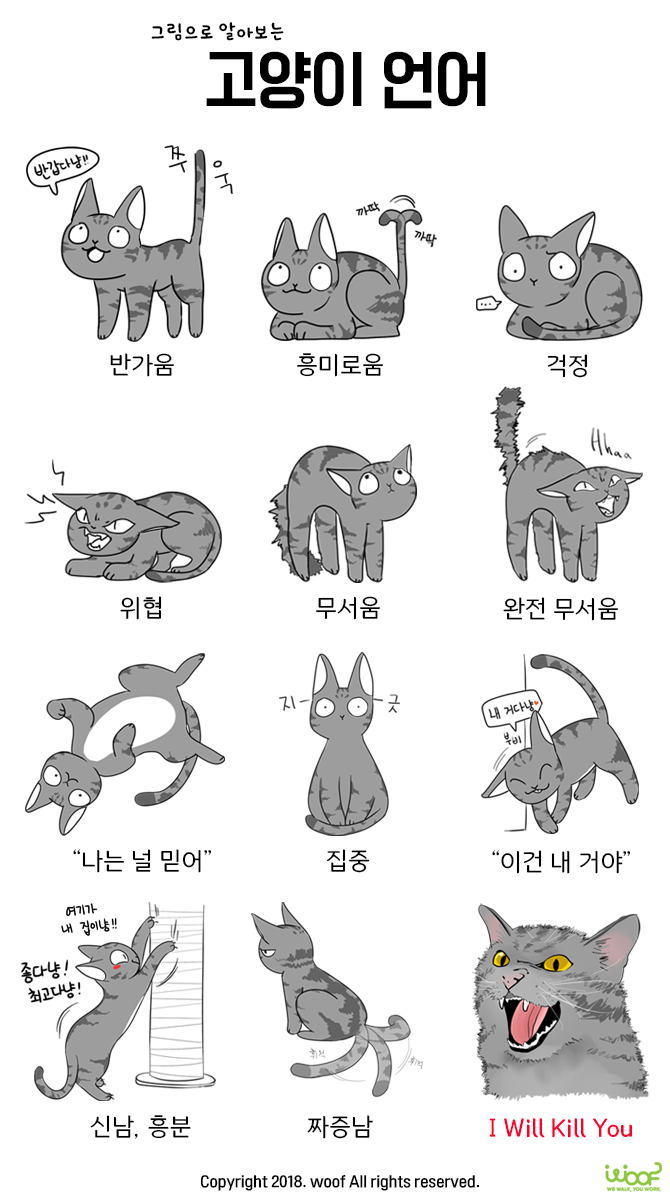 그림으로 알아보는
고양이 언어
반갑다냥!!
쭈
욱
까딱
까딱
...
반가움
흥미로움
걱정
Hhaa
위협
무서움
완전 무서움
지
긋
내 거다냥
부비
"나는 널 믿어"
집중
"이건 내 거야"
여기가
내 집이냥!!
좋다냥!
최고다냥!
휘적
휘적
신남, 흥분
짜증남
I Will Kill You
woof
WE WALK, YOU WORK.
Copyright 2018. woof All rights reserved.